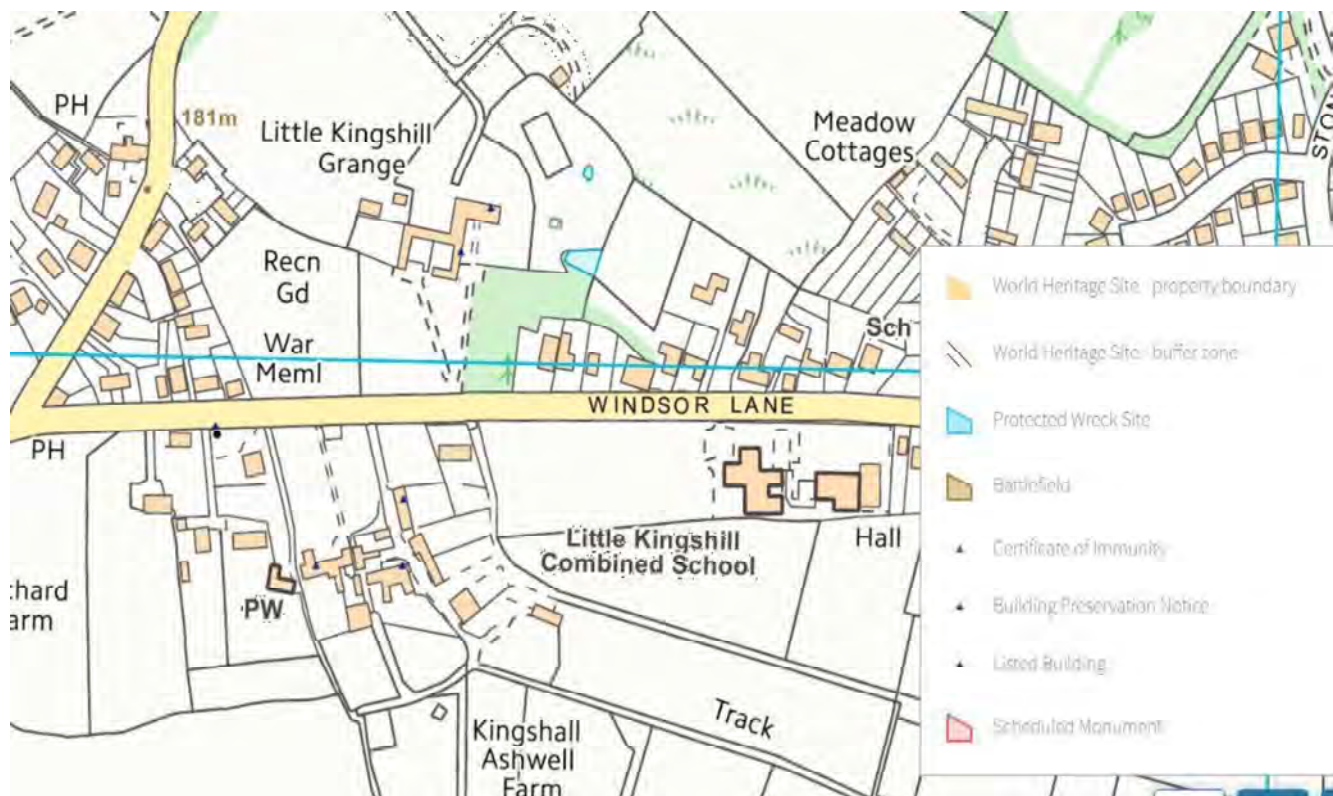 PH
181m
Little Kingshill
Grange
Meadow
Cottages
STON
Recn
Gd
War
Meml
Sch
WINDSOR LANE
PH
Little Kingshill
Combined School
Hall
chard
arm
PW
Track
Kingshall
Ashwell
Farm
World Heritage Site - property boundary
World Heritage Site - buffer zone
Protected Wreck Site
Battlefield
Certificate of Immunity
Building Preservation Notice
Listed Building
Scheduled Monument